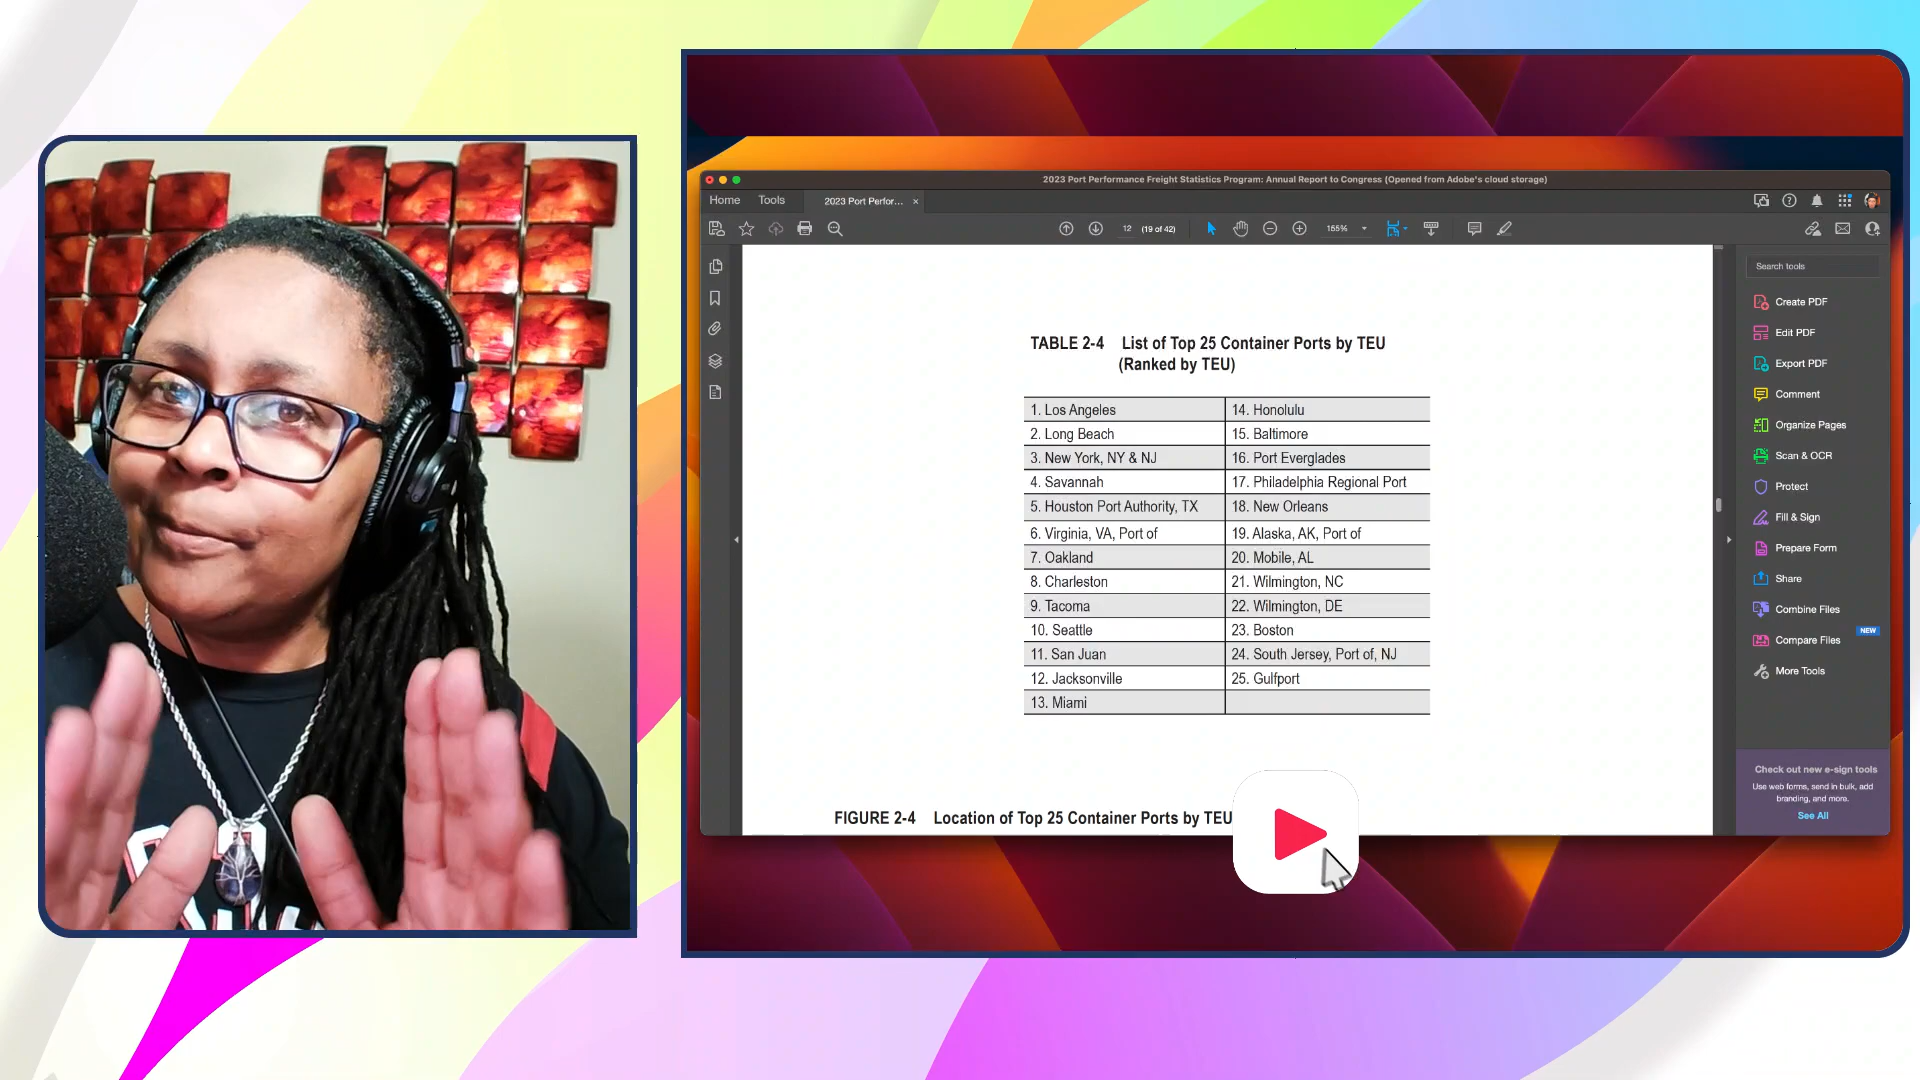 2023 Port Performance Freight Statistics Program: Annual Report to Congress (Opened from Adobe's cloud storage)
Home
Tools
2023 Port Perfor...
12 (19 of 42)
155%
Search tools
Create PDF
Edit PDF
Export PDF
Comment
Organize Pages
Scan & OCR
Protect
Fill & Sign
Prepare Form
Share
Combine Files
Compare Files
NEW
More Tools
Check out new e-sign tools
Use web forms, send in bulk, add
branding, and more.
See All
TABLE 2-4 List of Top 25 Container Ports by TEU
(Ranked by TEU)
1. Los Angeles
14. Honolulu
2. Long Beach
15. Baltimore
3. New York, NY & NJ
16. Port Everglades
4. Savannah
17. Philadelphia Regional Port
5. Houston Port Authority, TX
18. New Orleans
6. Virginia, VA, Port of
19. Alaska, AK, Port of
7. Oakland
20. Mobile, AL
8. Charleston
21. Wilmington, NC
9. Tacoma
22. Wilmington, DE
10. Seattle
23. Boston
11. San Juan
24. South Jersey, Port of, NJ
12. Jacksonville
25. Gulfport
13. Miami
FIGURE 2-4 Location of Top 25 Container Ports by TEU